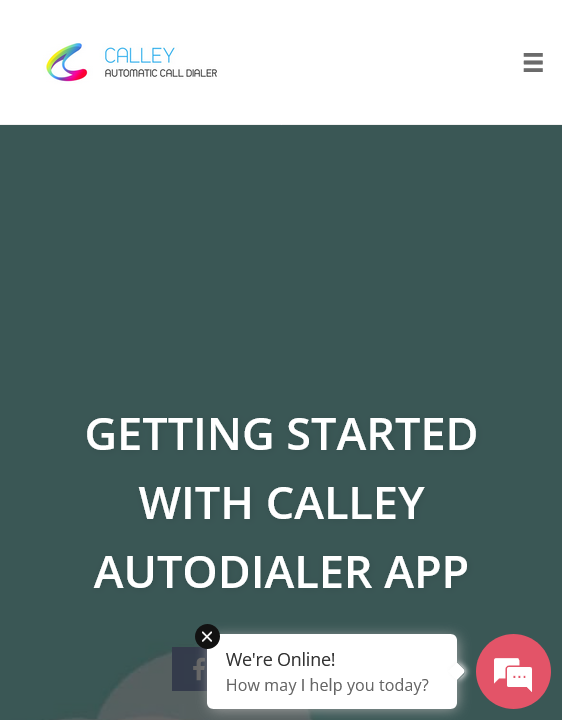 CALLEY
AUTOMATIC CALL DIALER
GETTING STARTED
WITH CALLEY
AUTODIALER APP
We're Online!
How may I help you today?